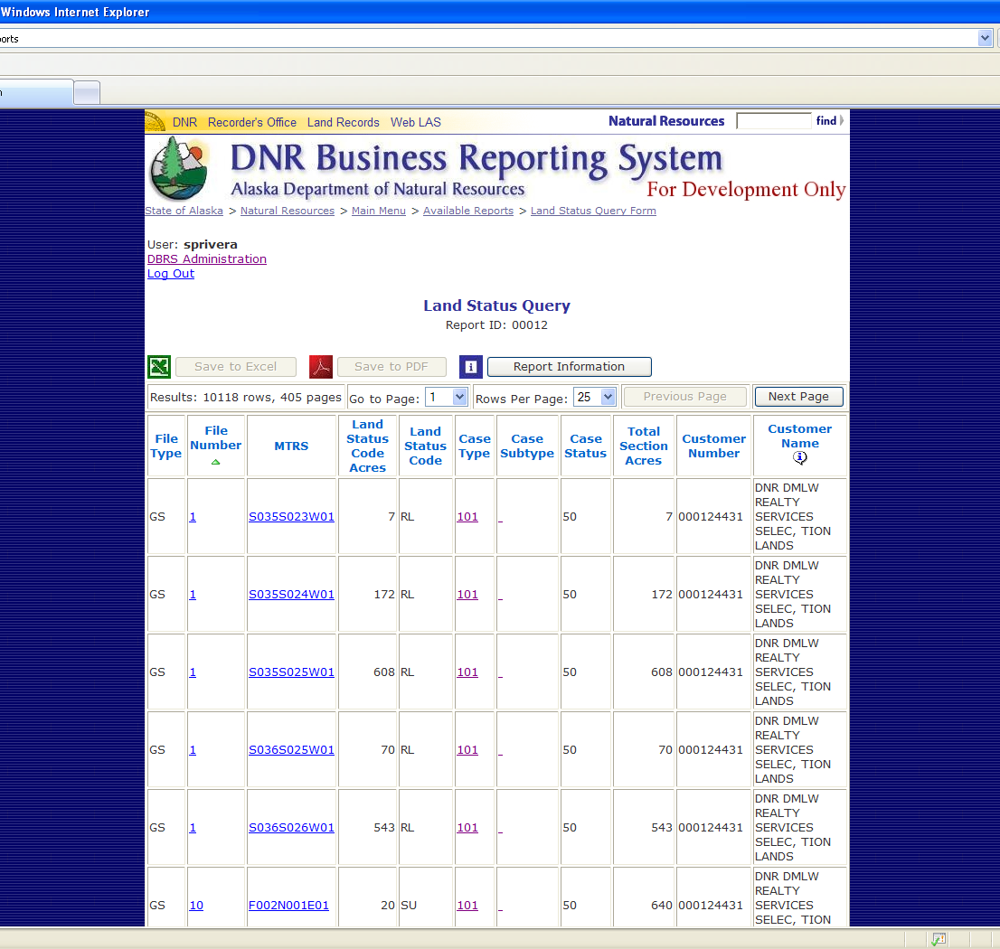 Windows Internet Explorer
orts
DNR Recorder's Office Land Records Web LAS Natural Resources find
DNR Business Reporting System
Alaska Department of Natural Resources
For Development Only
State of Alaska > Natural Resources > Main Menu > Available Reports > Land Status Query Form
User: sprivera
DBRS Administration
Log Out
Land Status Query
Report ID: 00012
Save to Excel Save to PDF Report Information
Results: 10118 rows, 405 pages Go to Page: 1 Rows Per Page: 25 Previous Page Next Page
File Type File Number MTRS Land Status Code Acres Land Status Code Case Type Case Subtype Case Status Total Section Acres Customer Number Customer Name
GS 1 S035S023W01 7 RL 101 _ 50 7 000124431 DNR DMLW
REALTY
SERVICES
SELEC, TION
LANDS
GS 1 S035S024W01 172 RL 101 _ 50 172 000124431 DNR DMLW
REALTY
SERVICES
SELEC, TION
LANDS
GS 1 S035S025W01 608 RL 101 _ 50 608 000124431 DNR DMLW
REALTY
SERVICES
SELEC, TION
LANDS
GS 1 S036S025W01 70 RL 101 _ 50 70 000124431 DNR DMLW
REALTY
SERVICES
SELEC, TION
LANDS
GS 1 S036S026W01 543 RL 101 _ 50 543 000124431 DNR DMLW
REALTY
SERVICES
SELEC, TION
LANDS
GS 10 F002N001E01 20 SU 101 _ 50 640 000124431 DNR DMLW
REALTY
SERVICES
SELEC, TION